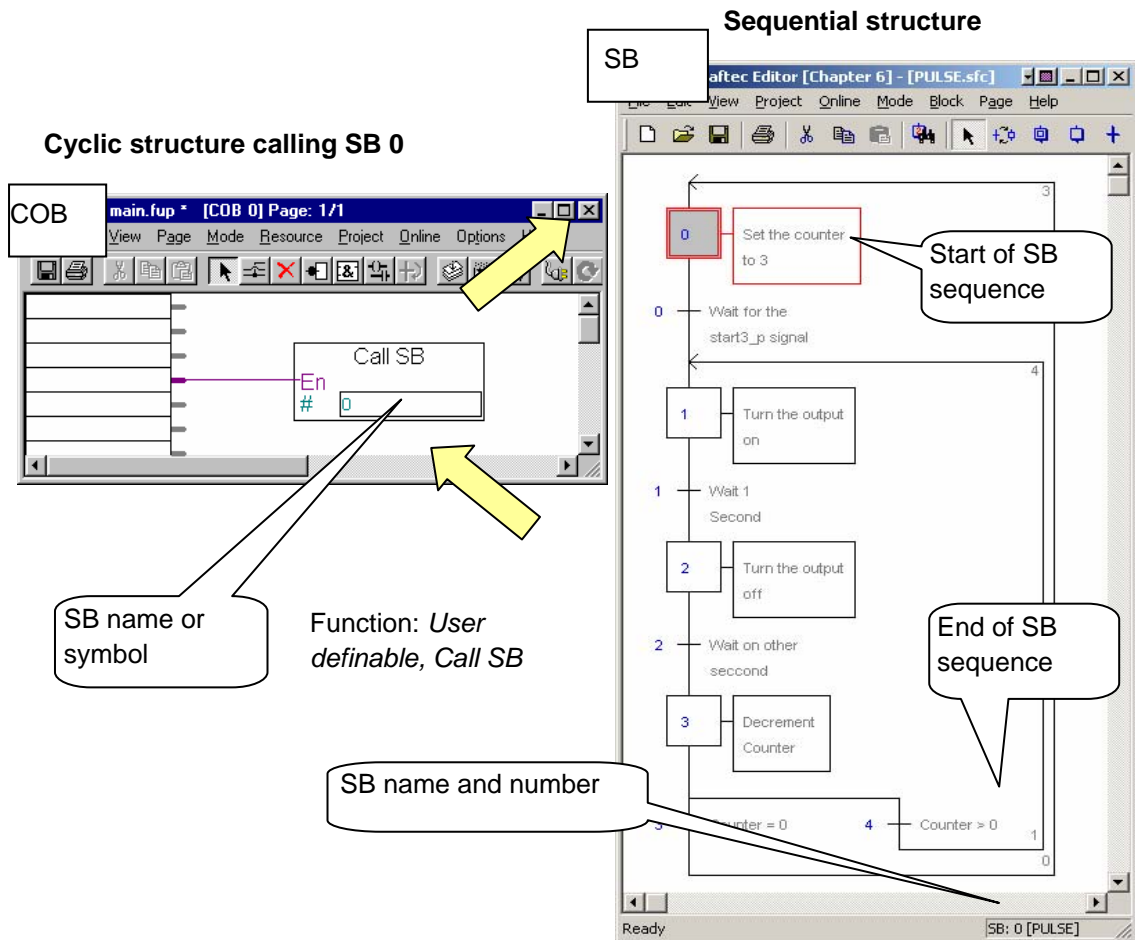 Sequential structure
SB
aftec Editor [Chapter 6] - [PULSE.sfc]
File Edit View Project Online Mode Block Page Help
Cyclic structure calling SB 0
COB
main.fup * [COB 0] Page: 1/1
View Page Mode Resource Project Online Options
Call SB
En
# 0
SB name or
symbol
Function: User
definable, Call SB
3
0
Set the counter
to 3
Start of SB
sequence
0
Wait for the
start3_p signal
4
1
Turn the output
on
1
Wait 1
Second
2
Turn the output
off
2
Wait on other
seccond
End of SB
sequence
3
Decrement
Counter
SB name and number
3
Counter = 0
4
Counter > 0
1
0
Ready
SB: 0 [PULSE]